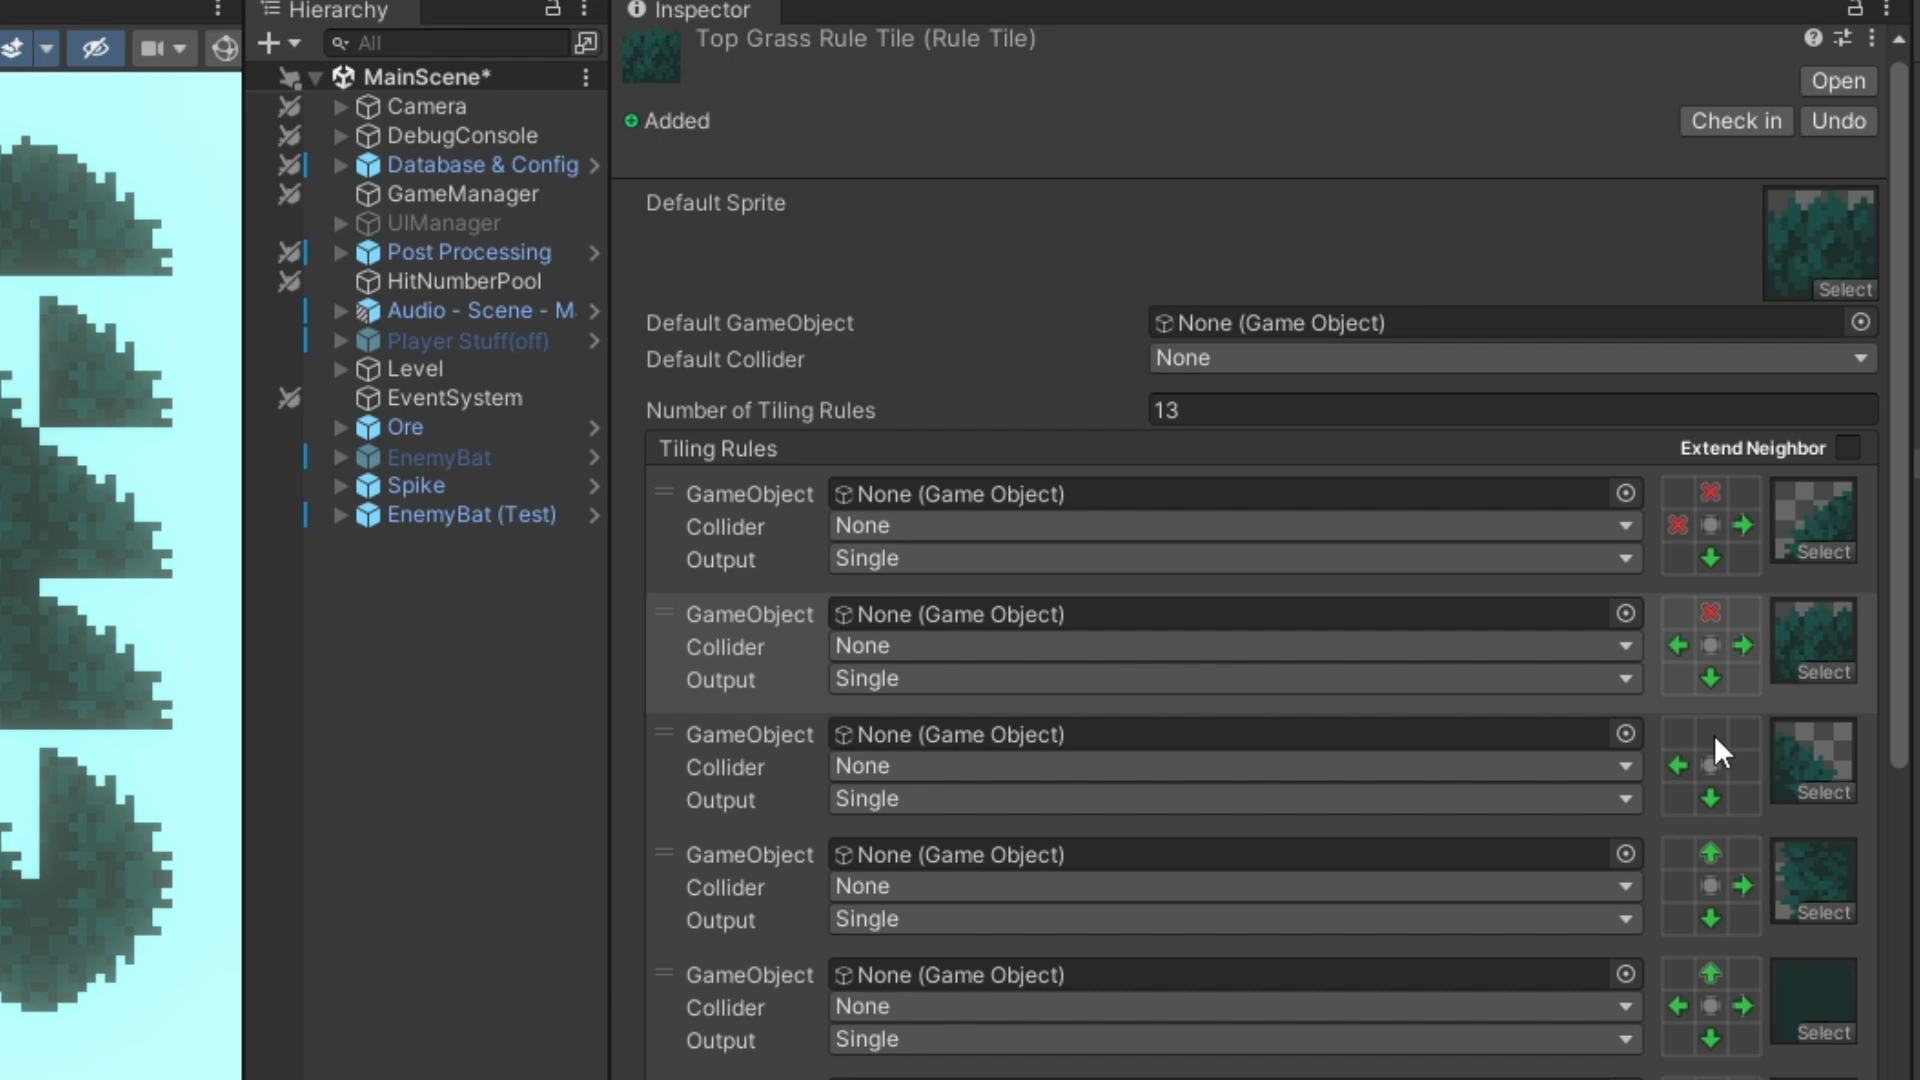 Hierarchy
All
MainScene*
Camera
DebugConsole
Database & Config
GameManager
UIManager
Post Processing
HitNumberPool
Audio - Scene - M
Player Stuff(off)
Level
EventSystem
Ore
EnemyBat
Spike
EnemyBat (Test)
Inspector
Top Grass Rule Tile (Rule Tile)
Open
Added
Check in
Undo
Default Sprite
Select
Default GameObject
None (Game Object)
Default Collider
None
Number of Tiling Rules
13
Tiling Rules
Extend Neighbor
GameObject
None (Game Object)
Collider
None
Output
Single
Select
GameObject
None (Game Object)
Collider
None
Output
Single
Select
GameObject
None (Game Object)
Collider
None
Output
Single
Select
GameObject
None (Game Object)
Collider
None
Output
Single
Select
GameObject
None (Game Object)
Collider
None
Output
Single
Select